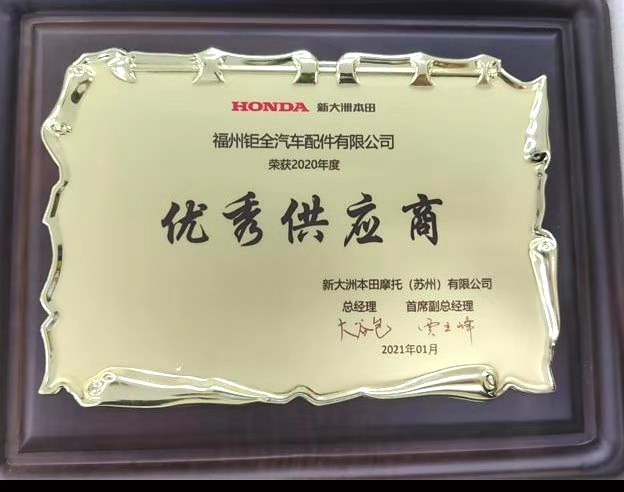 HONDA 新大洲本田
福州钜全汽车配件有限公司
荣获2020年度
优秀供应商
新大洲本田摩托（苏州）有限公司
总经理 首席副总经理
2021年01月